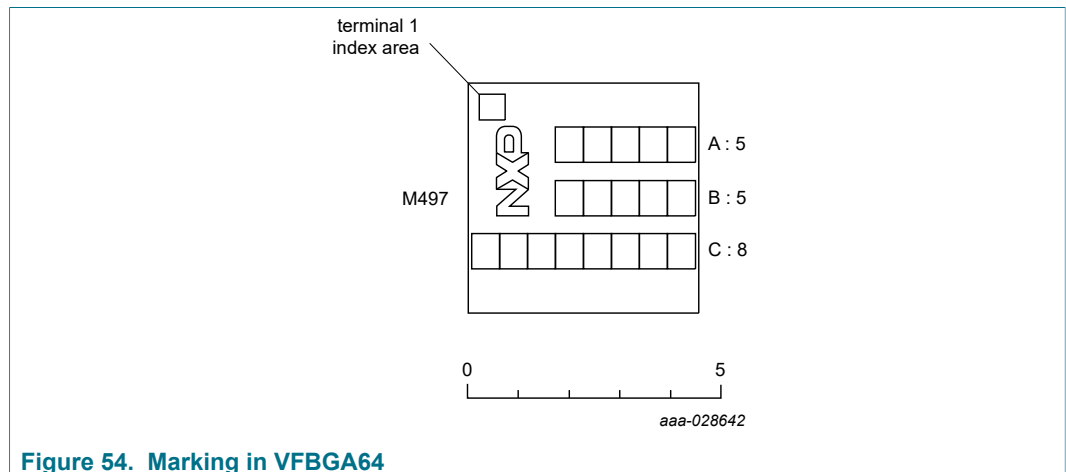 terminal 1
index area
NXP
A : 5
M497
B : 5
C : 8
0 5
aaa-028642
Figure 54. Marking in VFBGA64